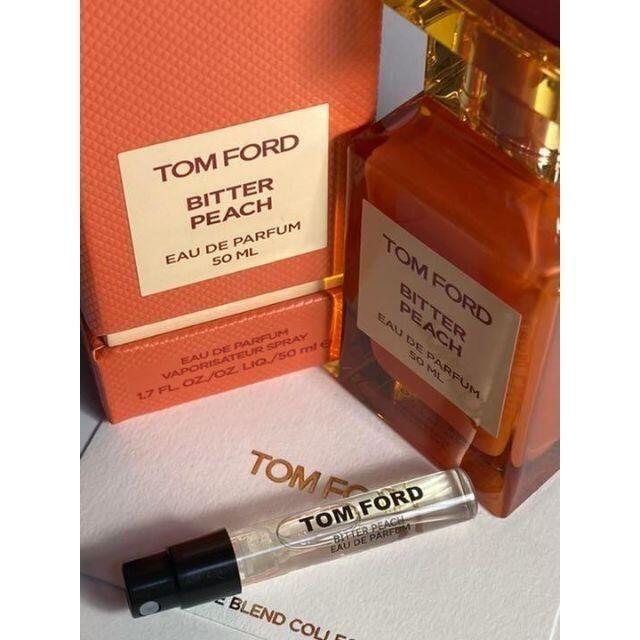 TOM FORD
BITTER
PEACH
EAU DE PARFUM
50 ML
EAU DE PARFUM
VAPORISATEUR SPRAY
1.7 FL. OZ./OZ. LIQ./50 ml e
TOM FORD
BITTER
PEACH
EAU DE PARFUM
50 ML
TOM FO
TOM FORD
BITTER PEACH
EAU DE PARFUM
E BLEND COLLEC